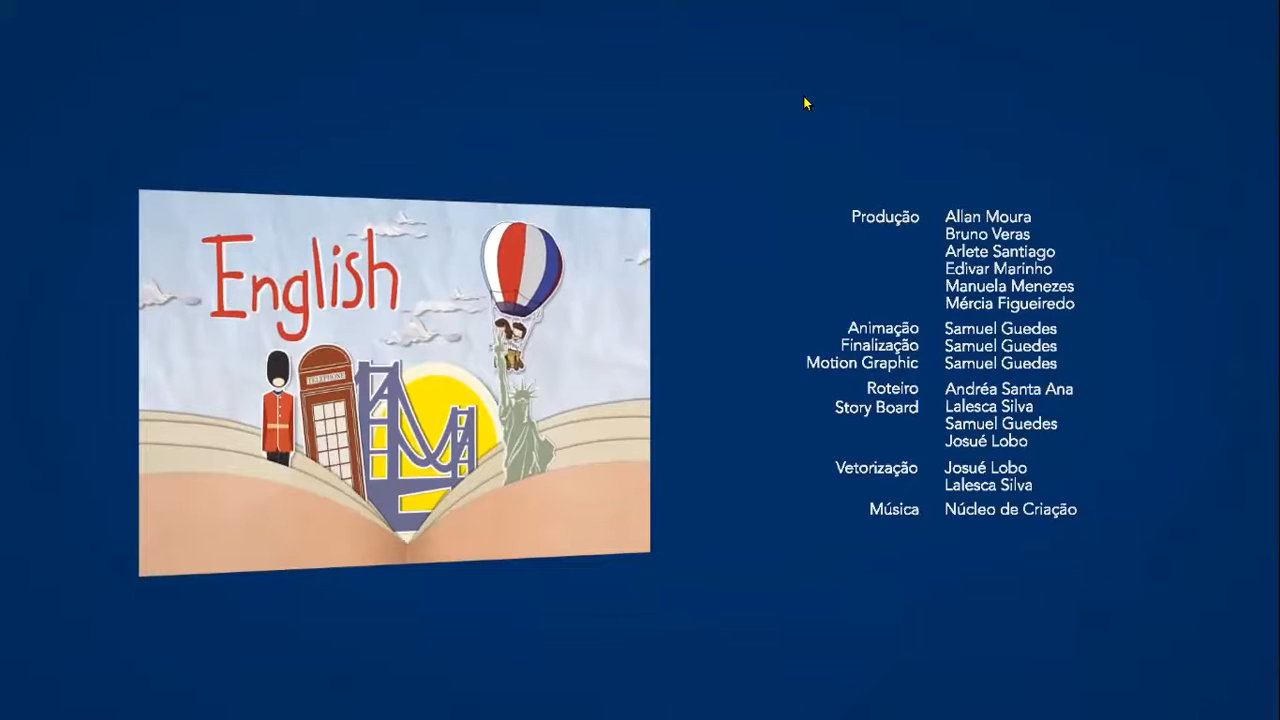 English
TELEPHONE
Produção Allan Moura
Bruno Veras
Arlete Santiago
Edivar Marinho
Manuela Menezes
Mércia Figueiredo
Animação Samuel Guedes
Finalização Samuel Guedes
Motion Graphic Samuel Guedes
Roteiro Andréa Santa Ana
Story Board Lalesca Silva
Samuel Guedes
Josué Lobo
Vetorização Josué Lobo
Lalesca Silva
Música Núcleo de Criação